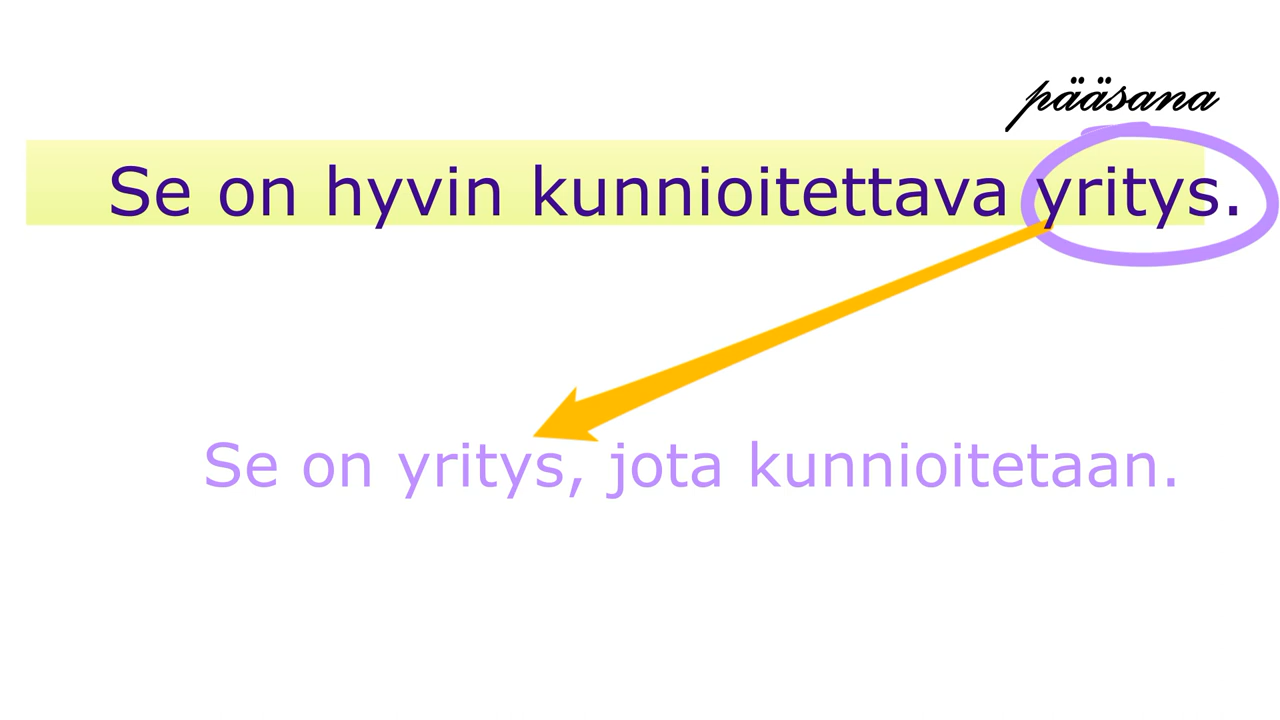 pääsana
Se on hyvin kunnioitettava yritys.
Se on yritys, jota kunnioitetaan.